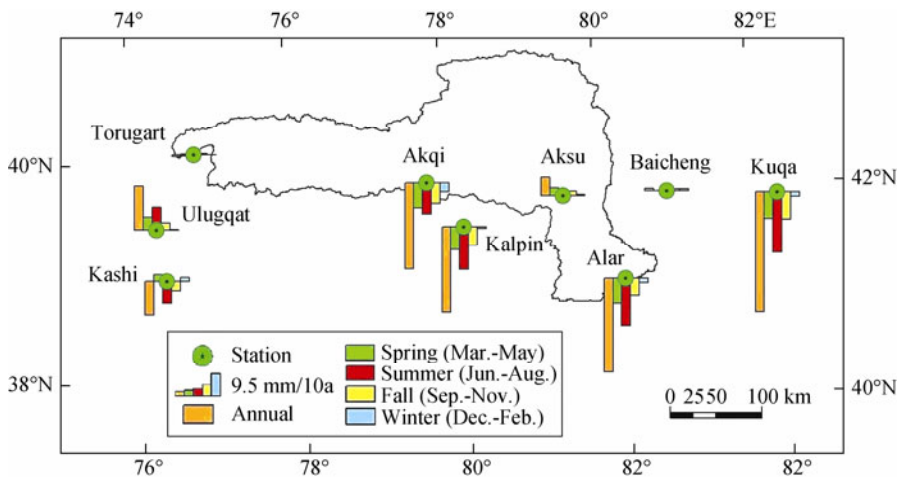 74° 76° 78° 80° 82°E
40°N
38°N
42°N
40°N
Torugart
Akqi
Aksu
Baicheng
Kuqa
Ulugqat
Kalpin
Kashi
Alar
Station
9.5 mm/10a
Annual
Spring (Mar.-May)
Summer (Jun.-Aug.)
Fall (Sep.-Nov.)
Winter (Dec.-Feb.)
0 2550 100 km
76° 78° 80° 82° 82°